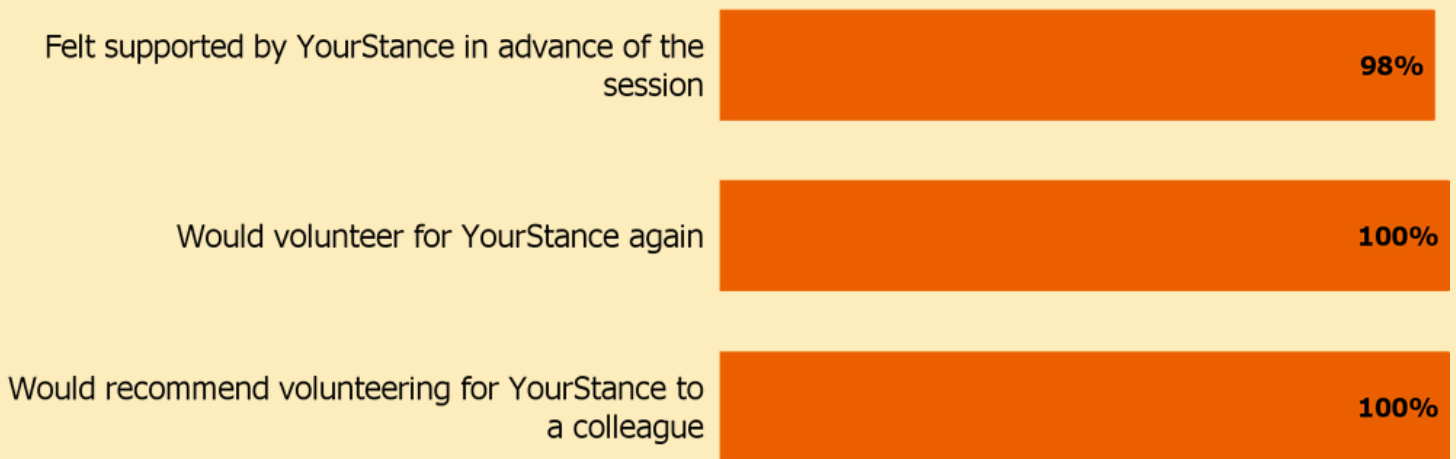 Felt supported by YourStance in advance of the
session
98%
Would volunteer for YourStance again
100%
Would recommend volunteering for YourStance to
a colleague
100%